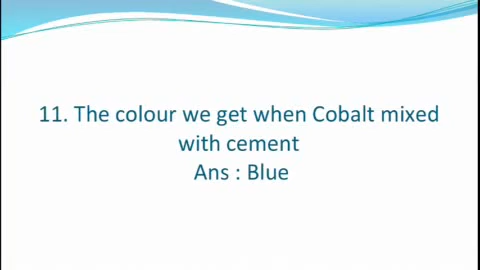 11. The colour we get when Cobalt mixed
with cement
Ans : Blue